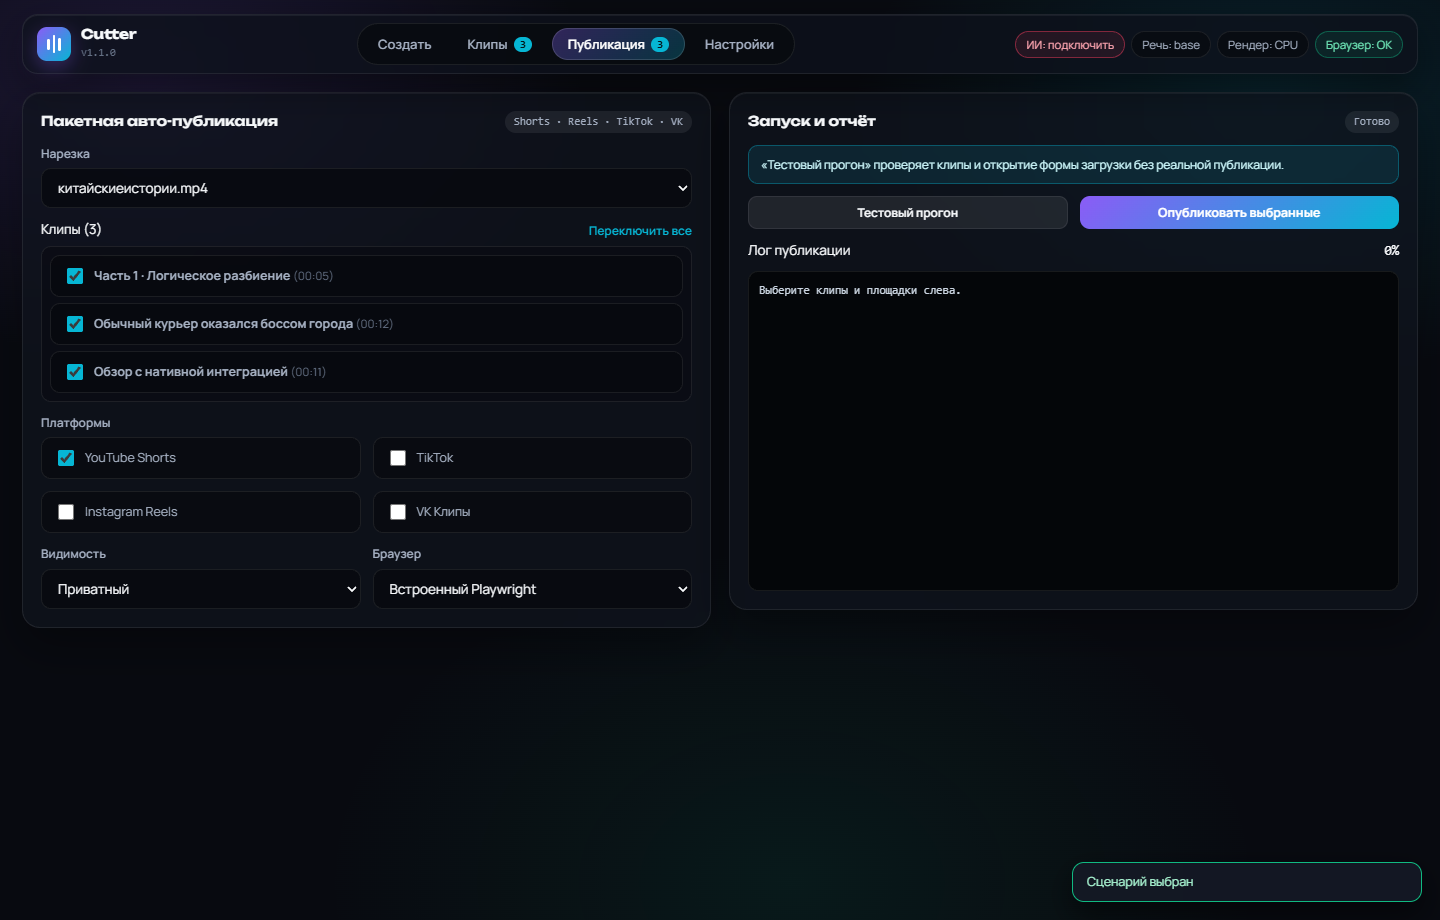 Cutter
v1.1.0
Создать
Клипы 3
Публикация 3
Настройки
ИИ: подключить
Речь: base
Рендер: CPU
Браузер: OK
Пакетная авто-публикация
Shorts · Reels · TikTok · VK
Нарезка
китайскиеистории.mp4
Клипы (3)
Переключить все
Часть 1 · Логическое разбиение (00:05)
Обычный курьер оказался боссом города (00:12)
Обзор с нативной интеграцией (00:11)
Платформы
YouTube Shorts
TikTok
Instagram Reels
VK Клипы
Видимость
Браузер
Приватный
Встроенный Playwright
Запуск и отчёт
Готово
«Тестовый прогон» проверяет клипы и открытие формы загрузки без реальной публикации.
Тестовый прогон
Опубликовать выбранные
Лог публикации
0%
Выберите клипы и площадки слева.
Сценарий выбран